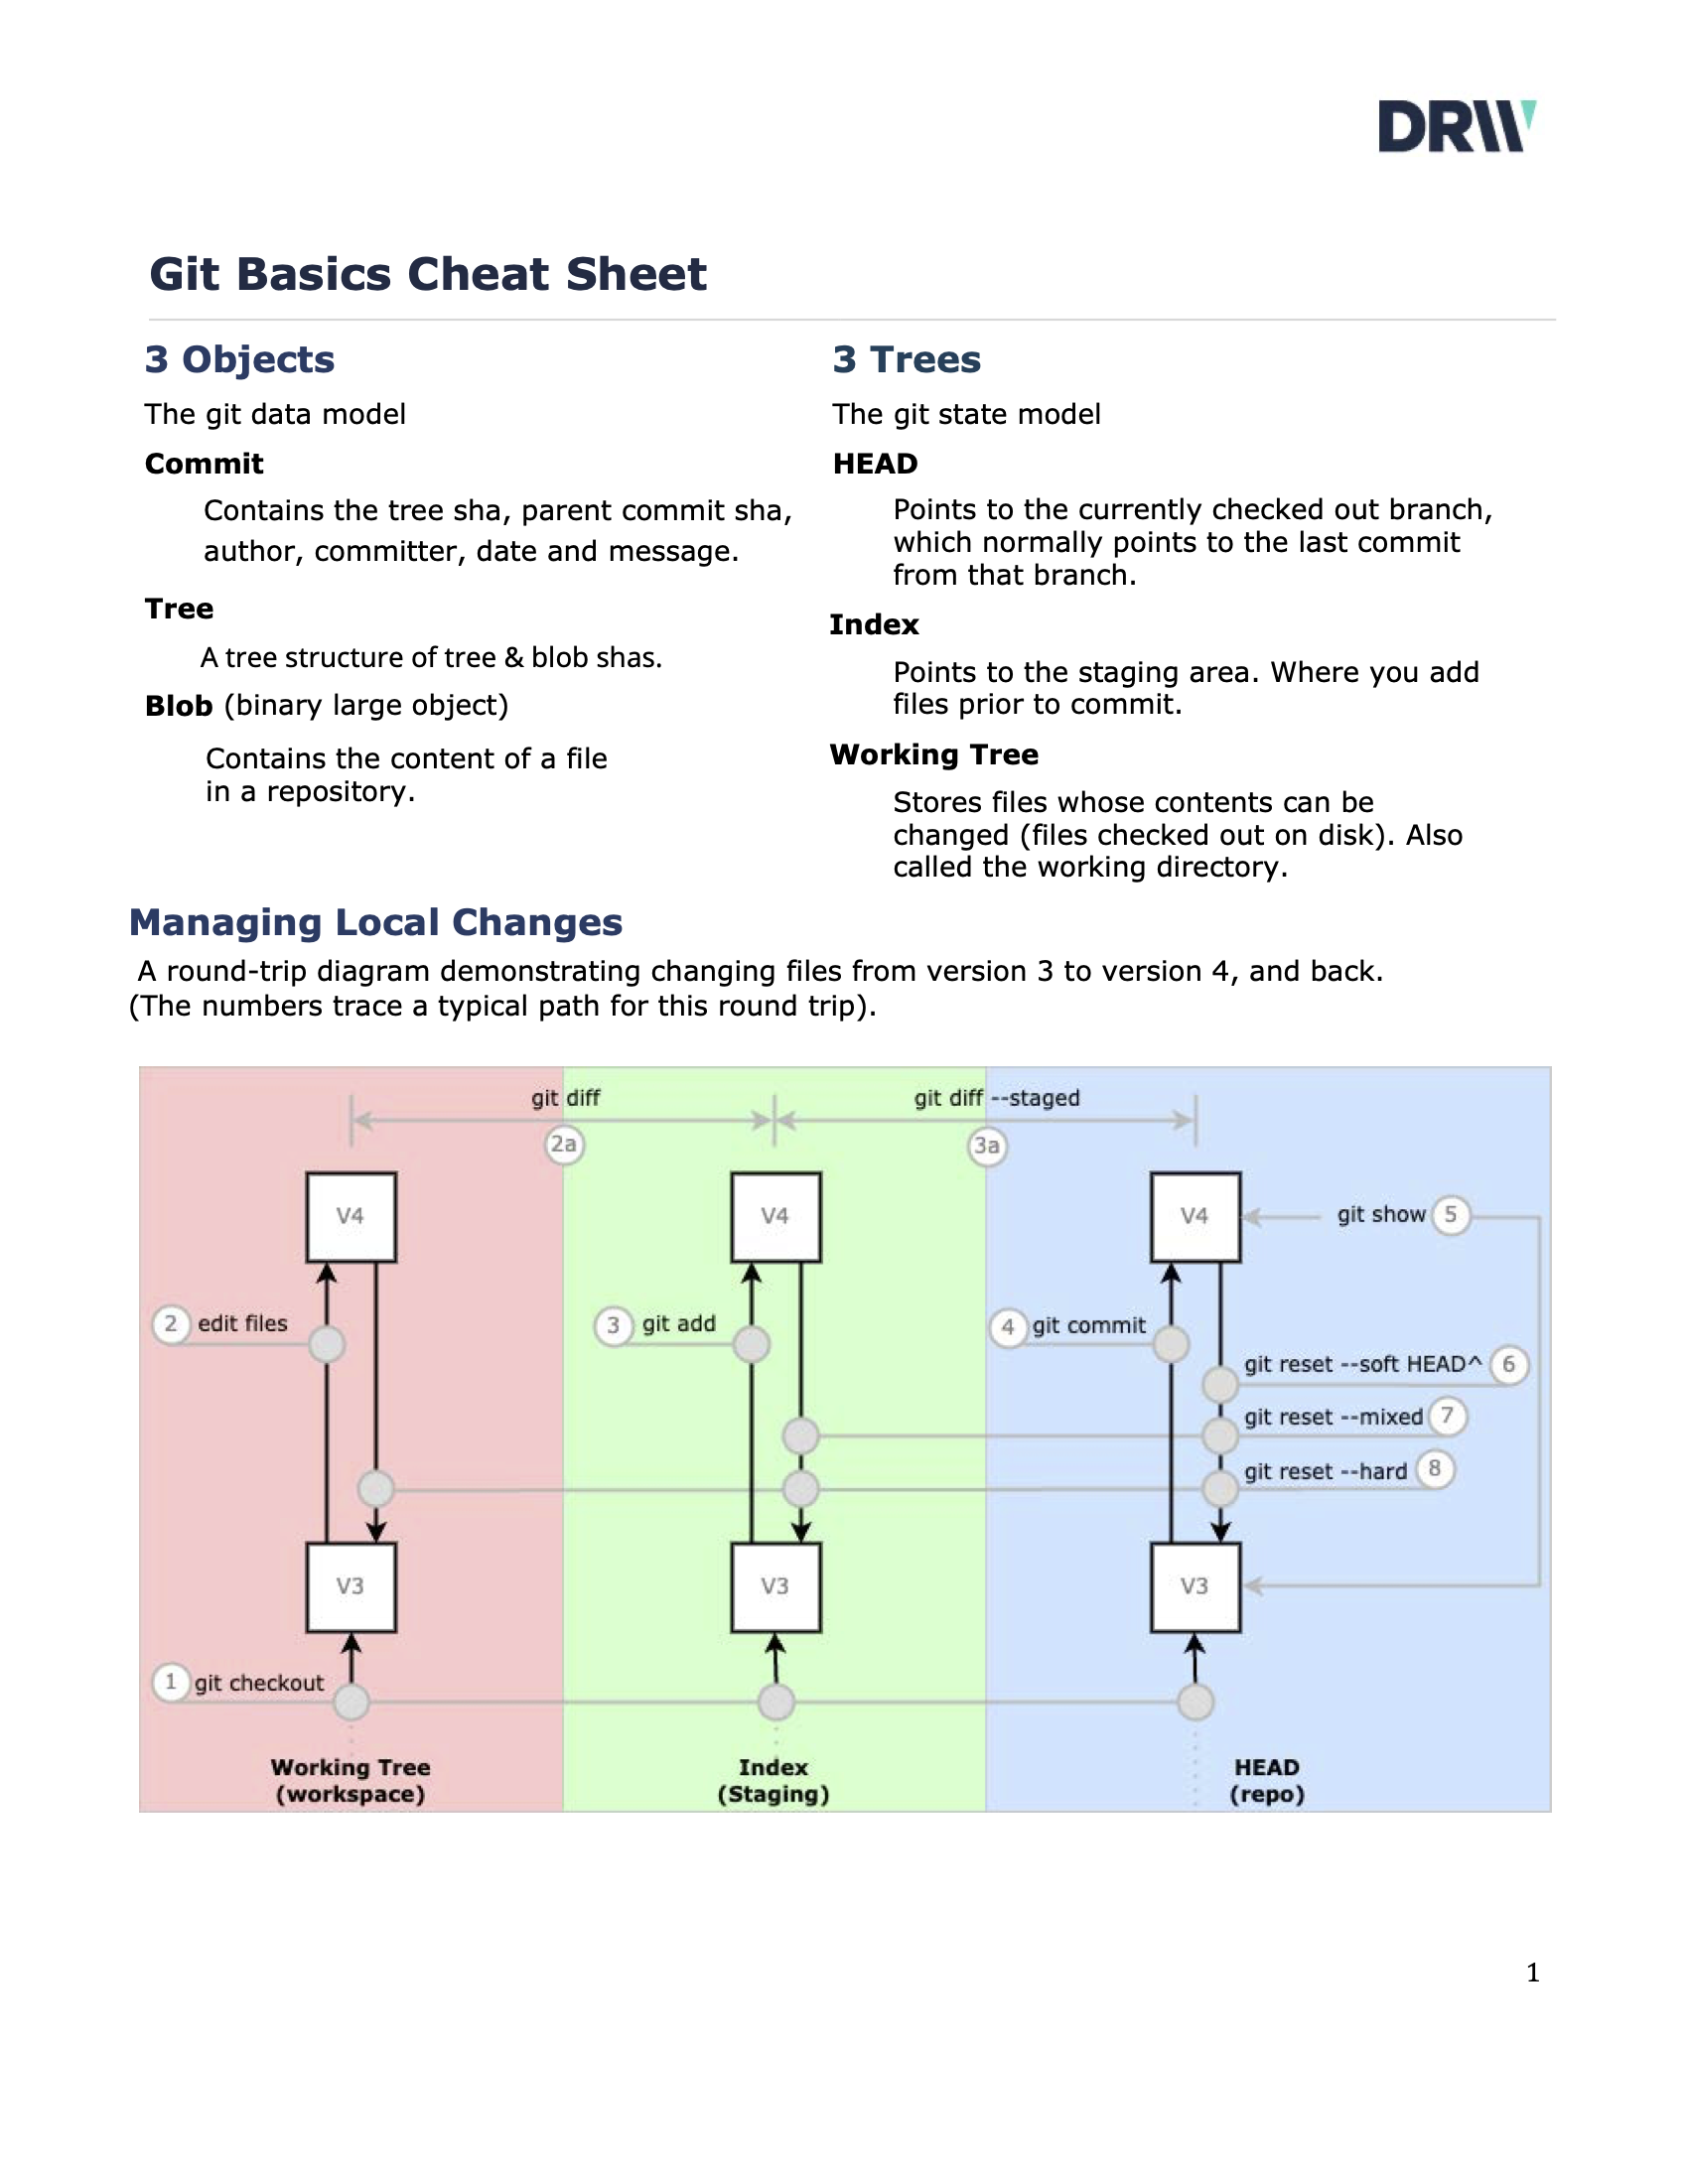 DRW
Git Basics Cheat Sheet
3 Objects
The git data model
Commit
Contains the tree sha, parent commit sha,
author, committer, date and message.
Tree
A tree structure of tree & blob shas.
Blob (binary large object)
Contains the content of a file
in a repository.
3 Trees
The git state model
HEAD
Points to the currently checked out branch,
which normally points to the last commit
from that branch.
Index
Points to the staging area. Where you add
files prior to commit.
Working Tree
Stores files whose contents can be
changed (files checked out on disk). Also
called the working directory.
Managing Local Changes
A round-trip diagram demonstrating changing files from version 3 to version 4, and back.
(The numbers trace a typical path for this round trip).
git diff
2a
git diff --staged
3a
V4
V4
V4
git show 5
2 edit files
3 git add
4 git commit
git reset --soft HEAD^ 6
git reset --mixed 7
git reset --hard 8
V3
V3
V3
1 git checkout
Working Tree
(workspace)
Index
(Staging)
HEAD
(repo)
1